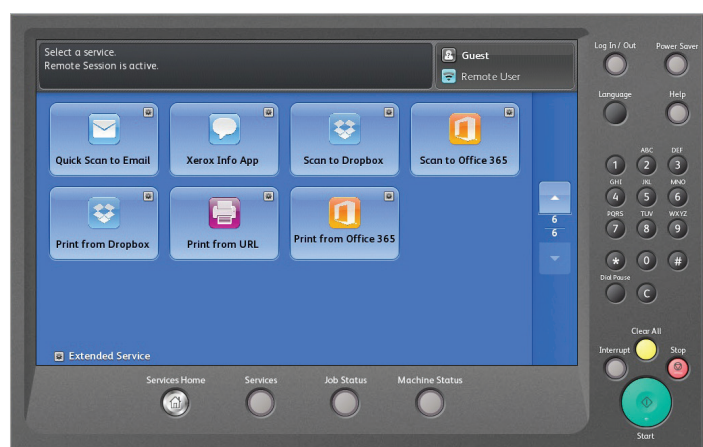 Select a service.
Remote Session is active.
Guest
Remote User
Quick Scan to Email
Xerox Info App
Scan to Dropbox
Scan to Office 365
Print from Dropbox
Print from URL
Print from Office 365
6
6
Extended Service
Services Home
Services
Job Status
Machine Status
Log In / Out
Power Saver
Language
Help
ABC
DEF
1
2
3
GHI
JKL
MNO
4
5
6
PQRS
TUV
WXYZ
7
8
9
*
0
#
Dial Pause
C
Clear All
Interrupt
Stop
Start